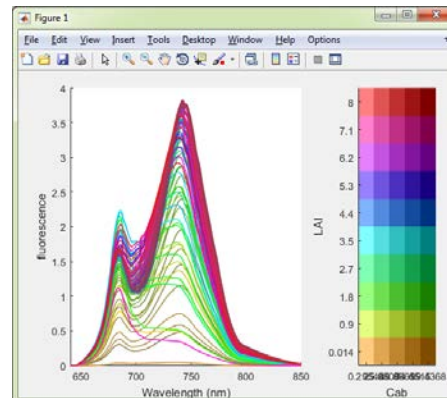 Figure 1
File Edit View Insert Tools Desktop Window Help Options
4
3.5
3
2.5
2
1.5
1
0.5
0
fluorescence
650 700 750 800 850
Wavelength (nm)
8
7.1
6.2
5.3
4.4
3.5
2.7
1.8
0.9
0.014
LAI
Cab